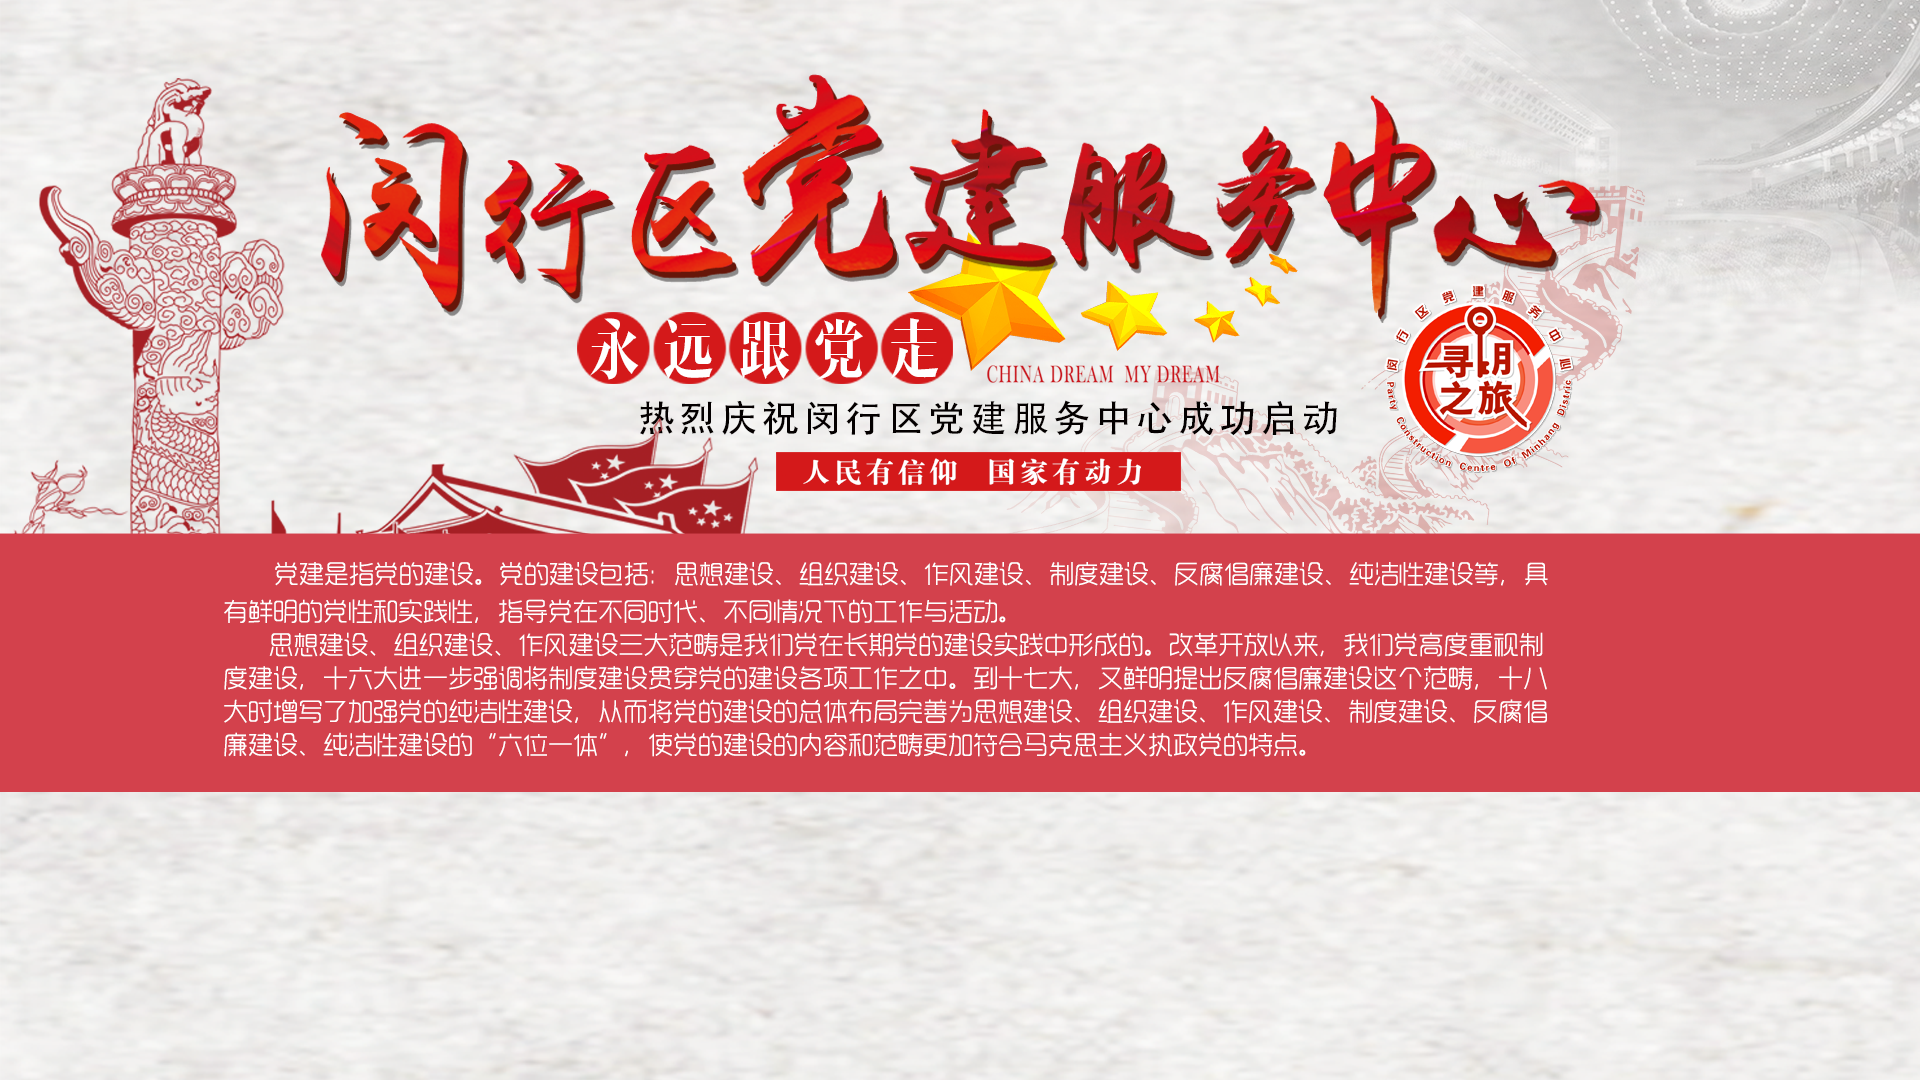 闵行区党建服务中心
永远跟党走
CHINA DREAM MY DREAM
热烈庆祝闵行区党建服务中心成功启动
人民有信仰 国家有动力
闵行区党建服务中心
寻阴
之旅
Party Construction Centre Of Minhang District
党建是指党的建设。党的建设包括：思想建设、组织建设、作风建设、制度建设、反腐倡廉建设、纯洁性建设等，具
有鲜明的党性和实践性，指导党在不同时代、不同情况下的工作与活动。
思想建设、组织建设、作风建设三大范畴是我们党在长期党的建设实践中形成的。改革开放以来，我们党高度重视制
度建设，十六大进一步强调将制度建设贯穿党的建设各项工作之中。到十七大，又鲜明提出反腐倡廉建设这个范畴，十八
大时增写了加强党的纯洁性建设，从而将党的建设的总体布局完善为思想建设、组织建设、作风建设、制度建设、反腐倡
廉建设、纯洁性建设的“六位一体”，使党的建设的内容和范畴更加符合马克思主义执政党的特点。